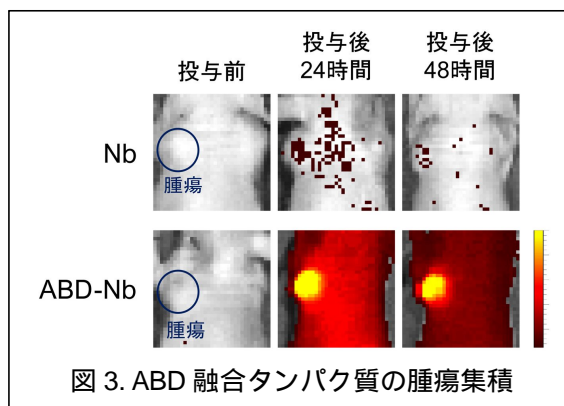 投与前
投与後
24時間
投与後
48時間
Nb
腫瘍
ABD-Nb
腫瘍
図 3. ABD 融合タンパク質の腫瘍集積